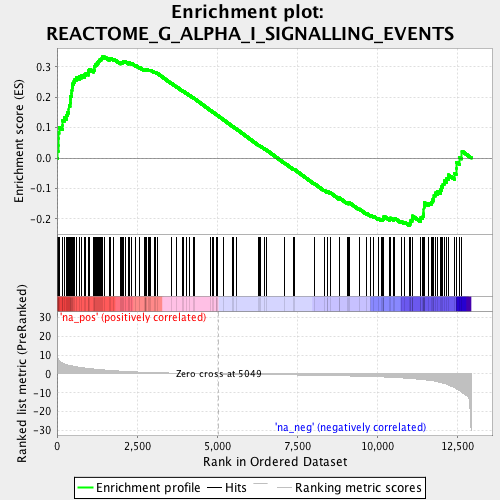 Enrichment plot:
REACTOME_G_ALPHA_I_SIGNALLING_EVENTS
Enrichment score (ES)
0.3
0.2
0.1
0.0
-0.1
-0.2
'na_pos' (positively correlated)
Ranked list metric (PreRanked)
30
20
10
0
-10
-20
-30
Zero cross at 5049
'na_neg' (negatively correlated)
0
2,500
5,000
7,500
10,000
12,500
Rank in Ordered Dataset
Enrichment profile
Hits
Ranking metric scores